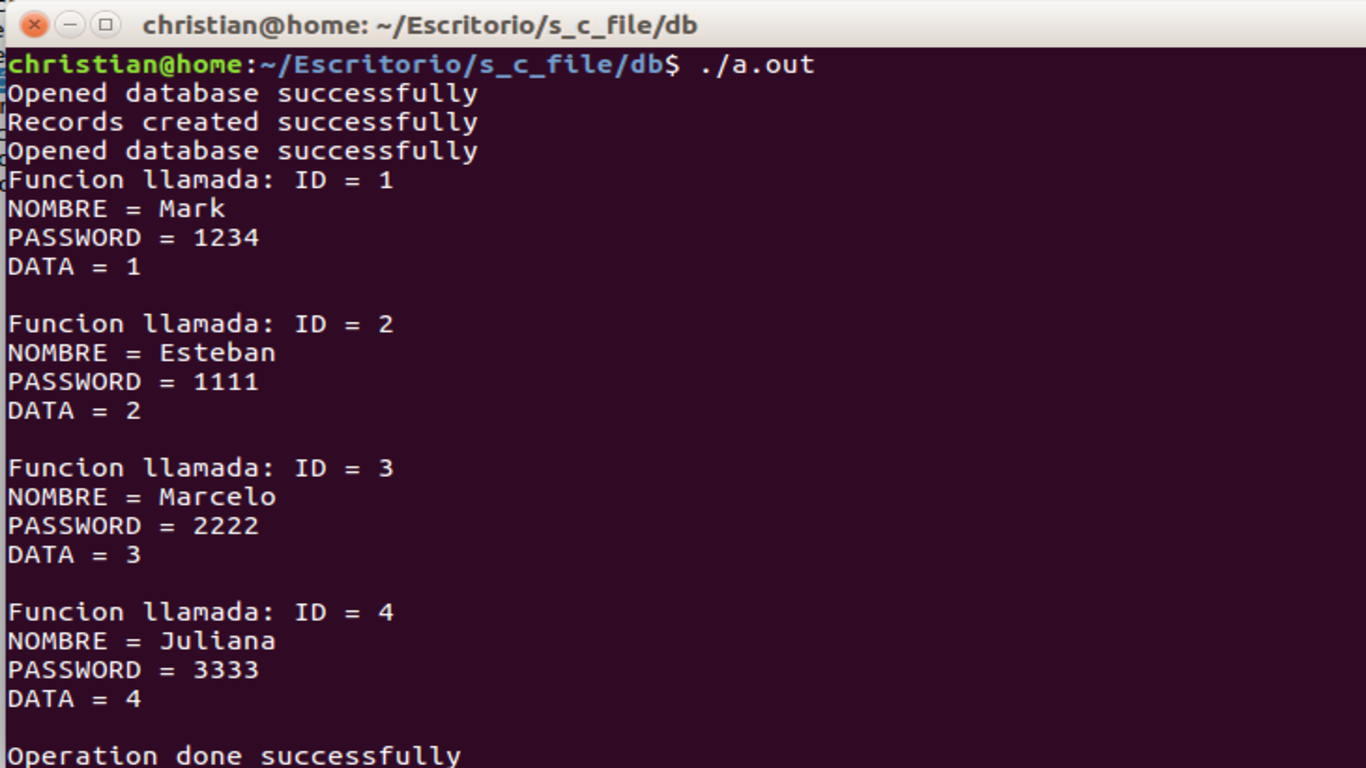 christian@home: ~/Escritorio/s_c_file/db
christian@home:~/Escritorio/s_c_file/db$ ./a.out
Opened database successfully
Records created successfully
Opened database successfully
Funcion llamada: ID = 1
NOMBRE = Mark
PASSWORD = 1234
DATA = 1
Funcion llamada: ID = 2
NOMBRE = Esteban
PASSWORD = 1111
DATA = 2
Funcion llamada: ID = 3
NOMBRE = Marcelo
PASSWORD = 2222
DATA = 3
Funcion llamada: ID = 4
NOMBRE = Juliana
PASSWORD = 3333
DATA = 4
Operation done successfully